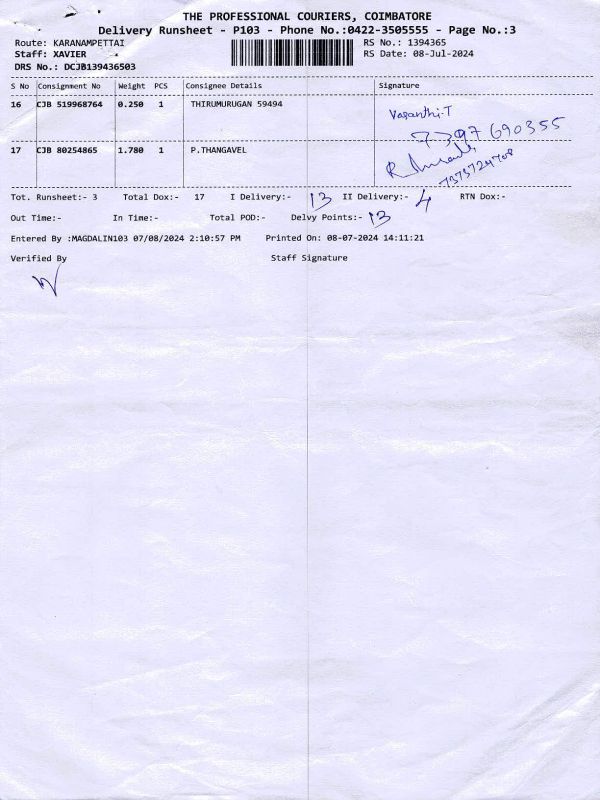 THE PROFESSIONAL COURIERS, COIMBATORE
Delivery Runsheet - P103 - Phone No.:0422-3505555 - Page No.:3
Route: KARANAMPETTAI RS No.: 1394365
Staff: XAVIER RS Date: 08-Jul-2024
DRS No.: DCJB139436503
S No Consignment No Weight PCS Consignee Details Signature
16 CJB 519968764 0.250 1 THIRUMURUGAN 59494 Vasanthi.T
7397690355
17 CJB 80254865 1.780 1 P.THANGAVEL
7373724708
Tot. Runsheet:- 3 Total Dox:- 17 I Delivery:- 13 II Delivery:- 4 RTN Dox:-
Out Time:- In Time:- Total POD:- Delvy Points:- 13
Entered By :MAGDALIN103 07/08/2024 2:10:57 PM Printed On: 08-07-2024 14:11:21
Verified By Staff Signature